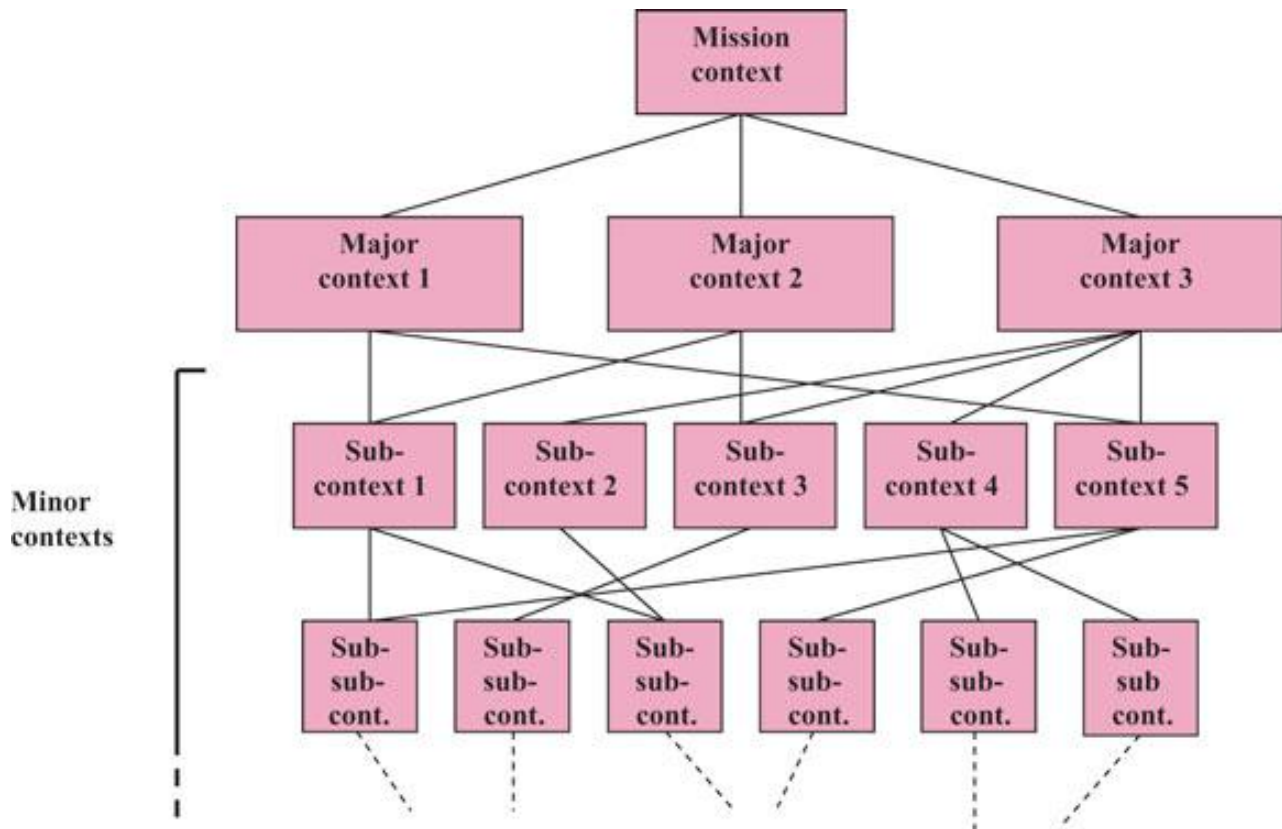 Mission
context
Major
context 1
Major
context 2
Major
context 3
Minor
contexts
Sub-
context 1
Sub-
context 2
Sub-
context 3
Sub-
context 4
Sub-
context 5
Sub-
sub-
cont.
Sub-
sub-
cont.
Sub-
sub-
cont.
Sub-
sub-
cont.
Sub-
sub-
cont.
Sub-
sub
cont.